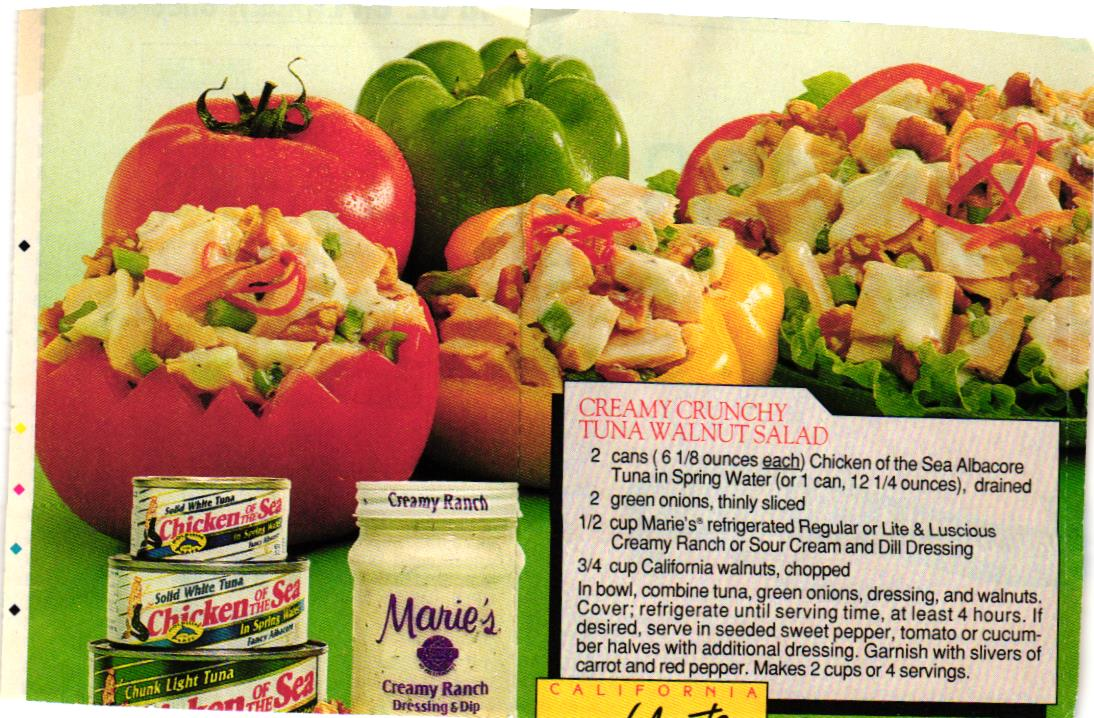 CREAMY CRUNCHY
TUNA WALNUT SALAD
2 cans ( 6 1/8 ounces each) Chicken of the Sea Albacore
Tuna in Spring Water (or 1 can, 12 1/4 ounces), drained
2 green onions, thinly sliced
1/2 cup Marie's® refrigerated Regular or Lite & Luscious
Creamy Ranch or Sour Cream and Dill Dressing
3/4 cup California walnuts, chopped
In bowl, combine tuna, green onions, dressing, and walnuts.
Cover; refrigerate until serving time, at least 4 hours. If
desired, serve in seeded sweet pepper, tomato or cucum-
ber halves with additional dressing. Garnish with slivers of
carrot and red pepper. Makes 2 cups or 4 servings.
Solid White Tuna
Chicken OF THE Sea
in Spring Water
Fancy Albacore
Solid White Tuna
Chicken OF THE Sea
In Spring Water
Fancy Albacore
Chunk Light Tuna
OF
Sea
Creamy Ranch
Marie's
Creamy Ranch
Dressing & Dip
CALIFORNIA